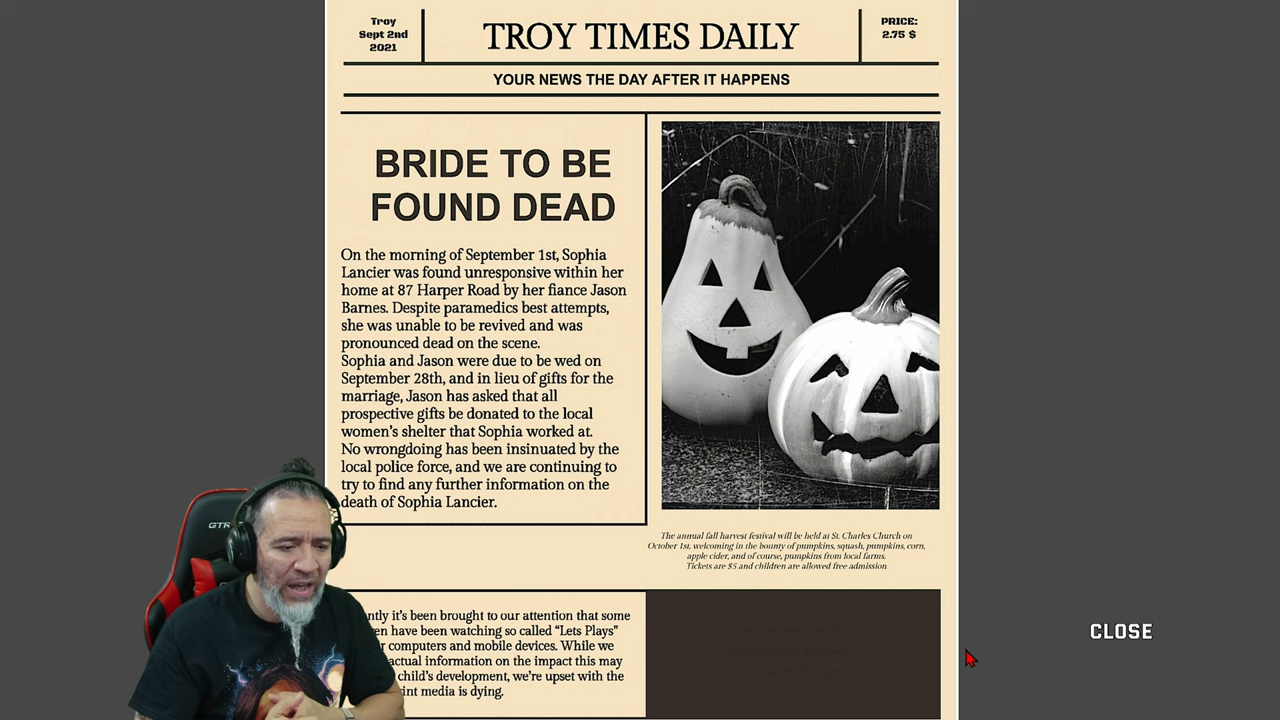 Troy
Sept 2nd
2021
TROY TIMES DAILY
PRICE:
2.75 $
YOUR NEWS THE DAY AFTER IT HAPPENS
BRIDE TO BE
FOUND DEAD
On the morning of September 1st, Sophia
Lancier was found unresponsive within her
home at 87 Harper Road by her fiance Jason
Barnes. Despite paramedics best attempts,
she was unable to be revived and was
pronounced dead on the scene.
Sophia and Jason were due to be wed on
September 28th, and in lieu of gifts for the
marriage, Jason has asked that all
prospective gifts be donated to the local
women's shelter that Sophia worked at.
No wrongdoing has been insinuated by the
local police force, and we are continuing to
try to find any further information on the
death of Sophia Lancier.
The annual fall harvest festival will be held at St. Charles Church on
October 1st, welcoming in the bounty of pumpkins, squash, pumpkins, corn,
apple cider, and of course, pumpkins from local farms.
Tickets are $5 and children are allowed free admission
it's been brought to our attention that some
have been watching so called "Lets Plays"
computers and mobile devices. While we
actual information on the impact this may
child's development, we're upset with the
media is dying.
CLOSE
GTR